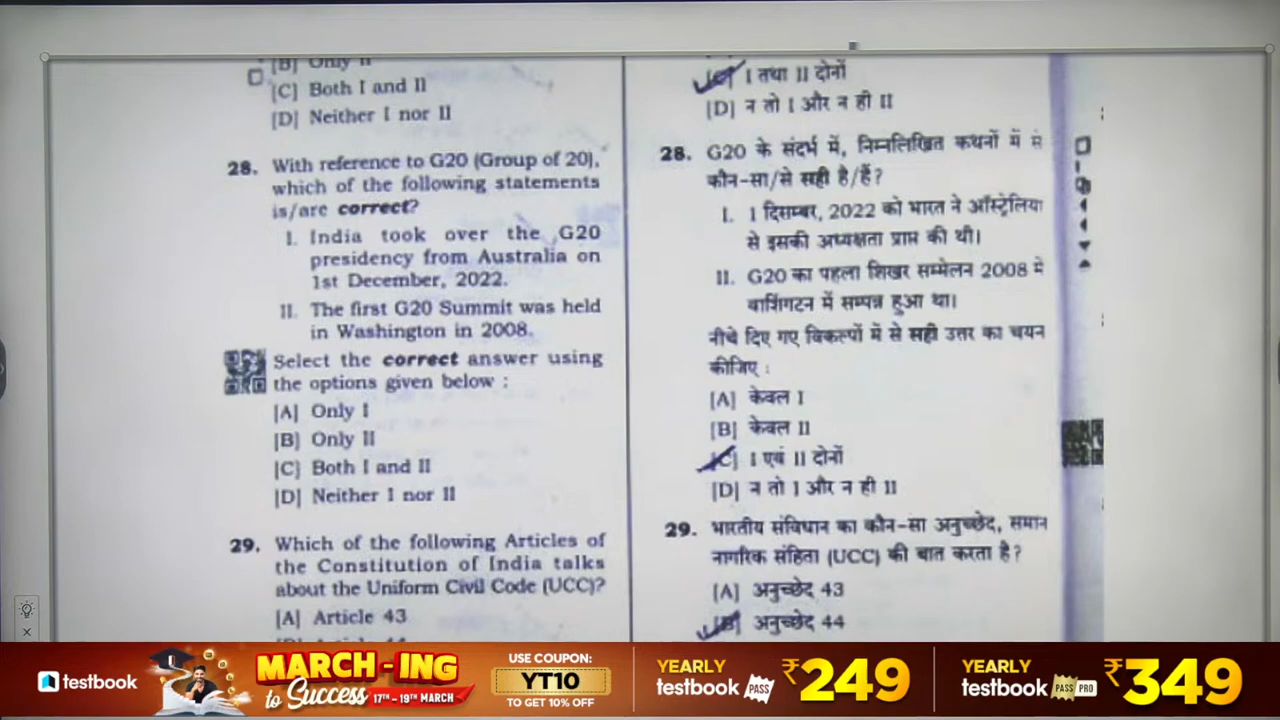 [B] Only II
[C] Both I and II
[D] Neither I nor II
28. With reference to G20 (Group of 20),
which of the following statements
is/are correct?
I. India took over the G20
presidency from Australia on
1st December, 2022.
II. The first G20 Summit was held
in Washington in 2008.
Select the correct answer using
the options given below :
[A] Only I
[B] Only II
[C] Both I and II
[D] Neither I nor II
29. Which of the following Articles of
the Constitution of India talks
about the Uniform Civil Code (UCC)?
[A] Article 43
[C] I तथा II दोनों
[D] न तो I और न ही II
28. G20 के संदर्भ में, निम्नलिखित कथनों में से
कौन-सा/से सही है/हैं?
I. 1 दिसम्बर, 2022 को भारत ने ऑस्ट्रेलिया
से इसकी अध्यक्षता प्राप्त की थी।
II. G20 का पहला शिखर सम्मेलन 2008 में
वाशिंगटन में सम्पन्न हुआ था।
नीचे दिए गए विकल्पों में से सही उत्तर का चयन
कीजिए :
[A] केवल I
[B] केवल II
[C] I एवं II दोनों
[D] न तो I और न ही II
29. भारतीय संविधान का कौन-सा अनुच्छेद, समान
नागरिक संहिता (UCC) की बात करता है?
[A] अनुच्छेद 43
[B] अनुच्छेद 44
testbook
MARCH-ING
to Success 17TH - 19TH MARCH
USE COUPON:
YT10
TO GET 10% OFF
YEARLY
testbook PASS
₹249
YEARLY
testbook PASS PRO
₹349